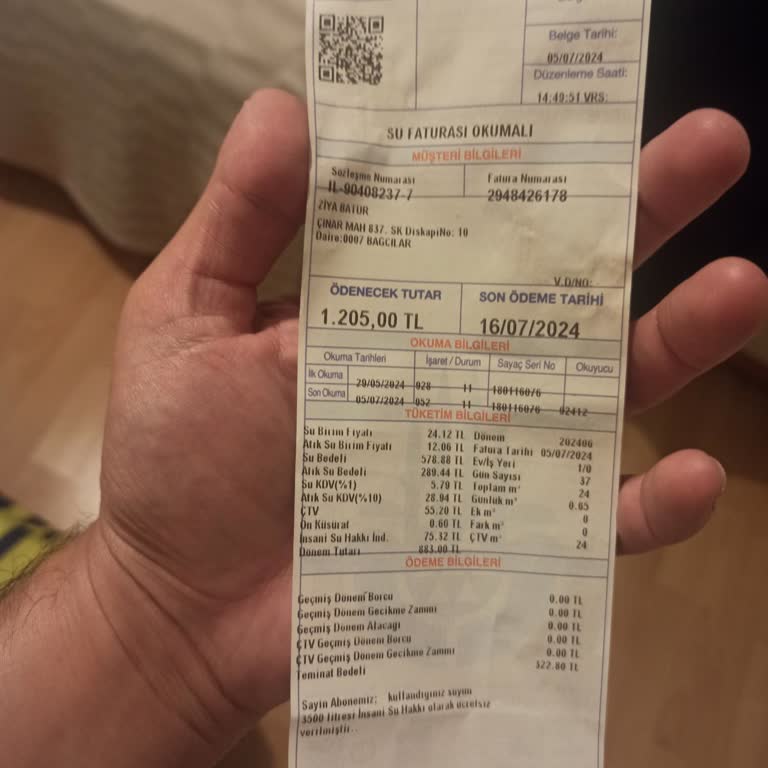 Belge Tarihi:
05/07/2024
Düzenleme Saati:
14:49:51 VRS:
SU FATURASI OKUMALI
MÜŞTERİ BİLGİLERİ
Sözleşme Numarası Fatura Numarası
IL-90408237-7 2948426178
ZİYA BATUR
ÇINAR MAH 837. SK DışkapıNo: 10
Daire:0007 BAĞCILAR
V.D/NO:
ÖDENECEK TUTAR SON ÖDEME TARİHİ
1.205,00 TL 16/07/2024
OKUMA BİLGİLERİ
Okuma Tarihleri İşaret / Durum Sayaç Seri No Okuyucu
İlk Okuma 29/05/2024 028 11 180116076
Son Okuma 05/07/2024 052 11 180116076 02412
TÜKETİM BİLGİLERİ
Su Birim Fiyatı 24.12 TL Dönem 202406
Atık Su Birim Fiyatı 12.06 TL Fatura Tarihi 05/07/2024
Su Bedeli 578.88 TL Ev/İş Yeri 1/0
Atık Su Bedeli 289.44 TL Gün Sayısı 37
Su KDV(%1) 5.79 TL Toplam m³ 24
Atık Su KDV(%10) 28.94 TL Günlük m³ 0.65
ÇTV 55.20 TL Ek m³ 0
Ön Küsürat 0.60 TL Fark m³ 0
İnsani Su Hakkı İnd. 75.32 TL ÇTV m³ 24
Dönem Tutarı 883.00 TL
ÖDEME BİLGİLERİ
Geçmiş Dönem Borcu 0.00 TL
Geçmiş Dönem Gecikme Zammı 0.00 TL
Geçmiş Dönem Alacağı 0.00 TL
ÇTV Geçmiş Dönem Borcu 0.00 TL
ÇTV Geçmiş Dönem Gecikme Zammı 0.00 TL
Teminat Bedeli 322.80 TL
Sayın Abonemiz; kullandığınız suyun
3500 litresi İnsani Su Hakkı olarak ücretsiz
verilmiştir..